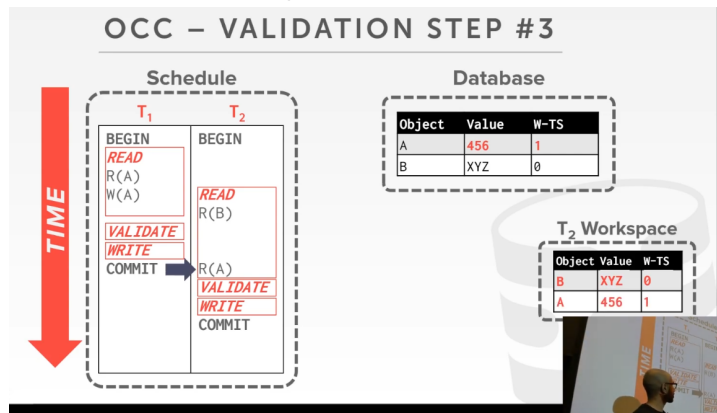 OCC – VALIDATION STEP #3
Schedule
T₁ T₂
BEGIN BEGIN
READ
R(A)
W(A) READ
R(B)
VALIDATE
WRITE
COMMIT R(A)
VALIDATE
WRITE
COMMIT
TIME
Database
Object Value W-TS
A 456 1
B XYZ 0
T₂ Workspace
Object Value W-TS
B XYZ 0
A 456 1
TIME